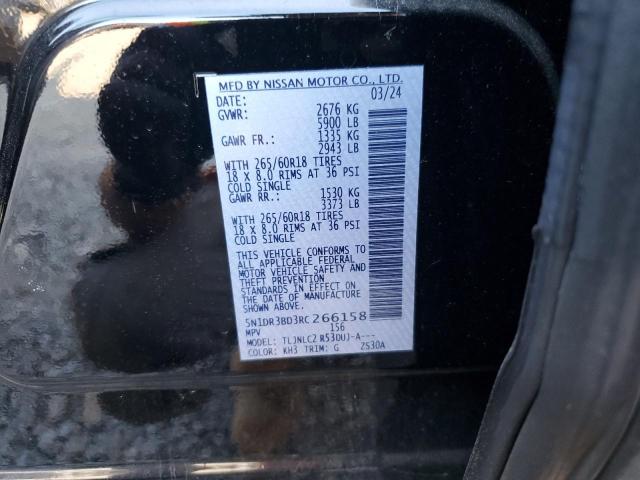 MFD BY NISSAN MOTOR CO., LTD.
DATE: 03/24
GVWR: 2676 KG
5900 LB
GAWR FR.: 1335 KG
2943 LB
WITH 265/60R18 TIRES
18 X 8.0 RIMS AT 36 PSI
COLD SINGLE
GAWR RR.: 1530 KG
3373 LB
WITH 265/60R18 TIRES
18 X 8.0 RIMS AT 36 PSI
COLD SINGLE
THIS VEHICLE CONFORMS TO
ALL APPLICABLE FEDERAL
MOTOR VEHICLE SAFETY AND
THEFT PREVENTION
STANDARDS IN EFFECT ON
THE DATE OF MANUFACTURE
SHOWN ABOVE.
5N1DR3BD3RC266158
MPV 156
MODEL: TLJNLC2 R53DUJ-A---
COLOR: KH3 TRIM: G Z530A